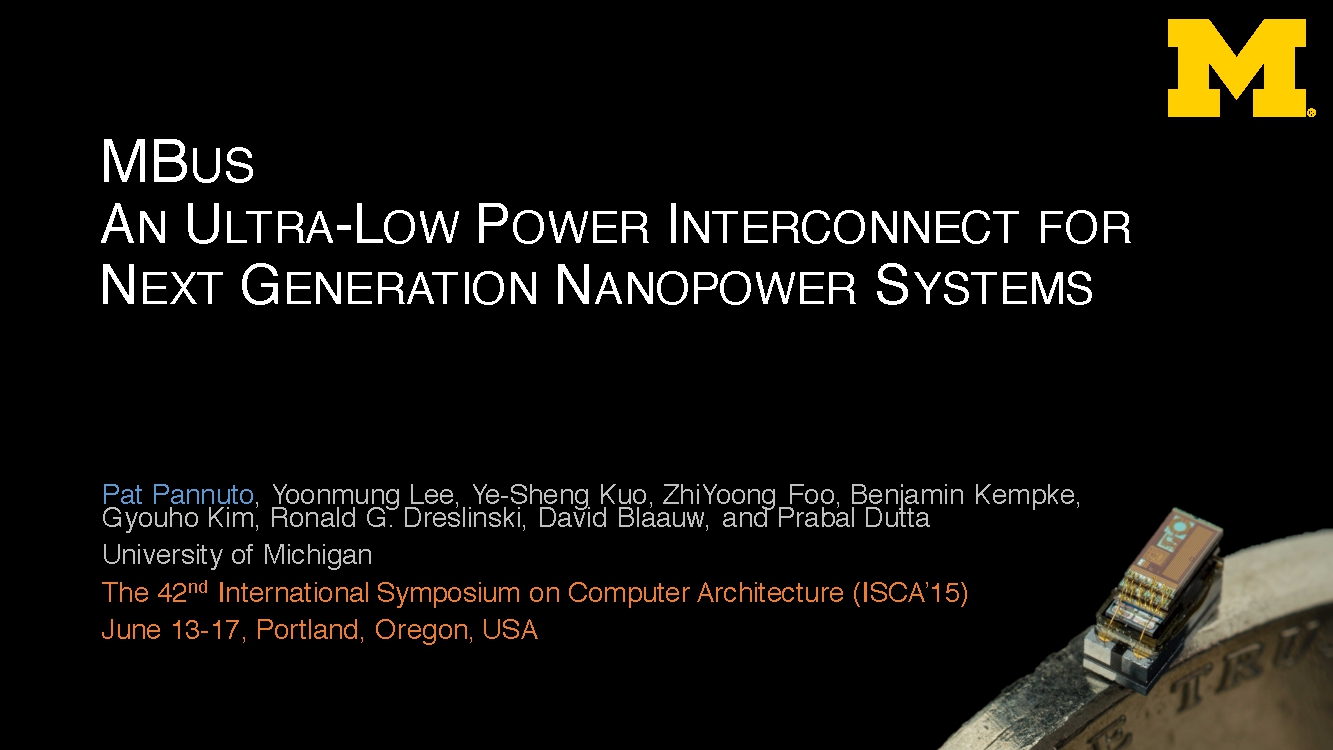 M®
MBUS
AN ULTRA-LOW POWER INTERCONNECT FOR
NEXT GENERATION NANOPOWER SYSTEMS
Pat Pannuto, Yoonmung Lee, Ye-Sheng Kuo, ZhiYoong Foo, Benjamin Kempke,
Gyouho Kim, Ronald G. Dreslinski, David Blaauw, and Prabal Dutta
University of Michigan
The 42nd International Symposium on Computer Architecture (ISCA’15)
June 13-17, Portland, Oregon, USA